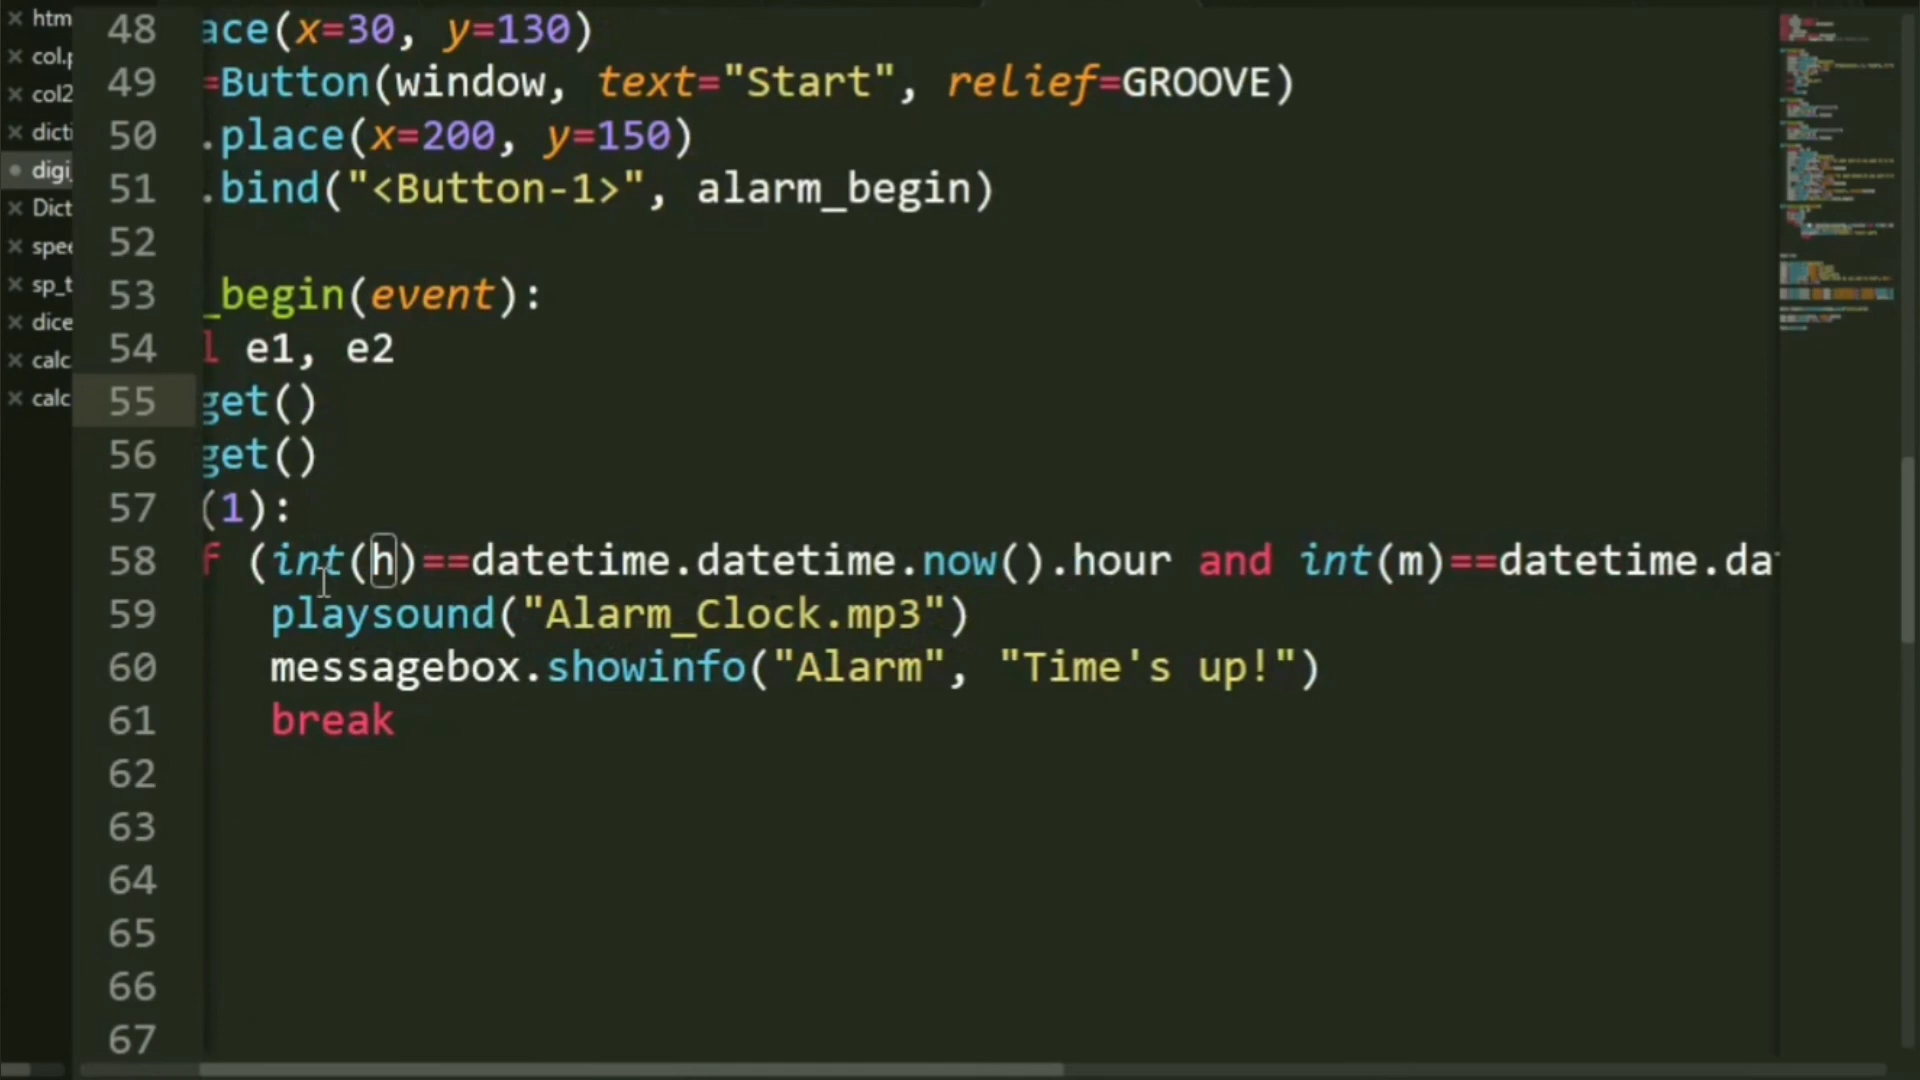 htm
col.p
col2
dicti
digi_
Dict
spee
sp_t
dice
calc
calc
48 ace(x=30, y=130)
49 =Button(window, text="Start", relief=GROOVE)
50 .place(x=200, y=150)
51 .bind("<Button-1>", alarm_begin)
52
53 _begin(event):
54 l e1, e2
55 get()
56 get()
57 (1):
58 f (int(h)==datetime.datetime.now().hour and int(m)==datetime.da
59 playsound("Alarm_Clock.mp3")
60 messagebox.showinfo("Alarm", "Time's up!")
61 break
62
63
64
65
66
67